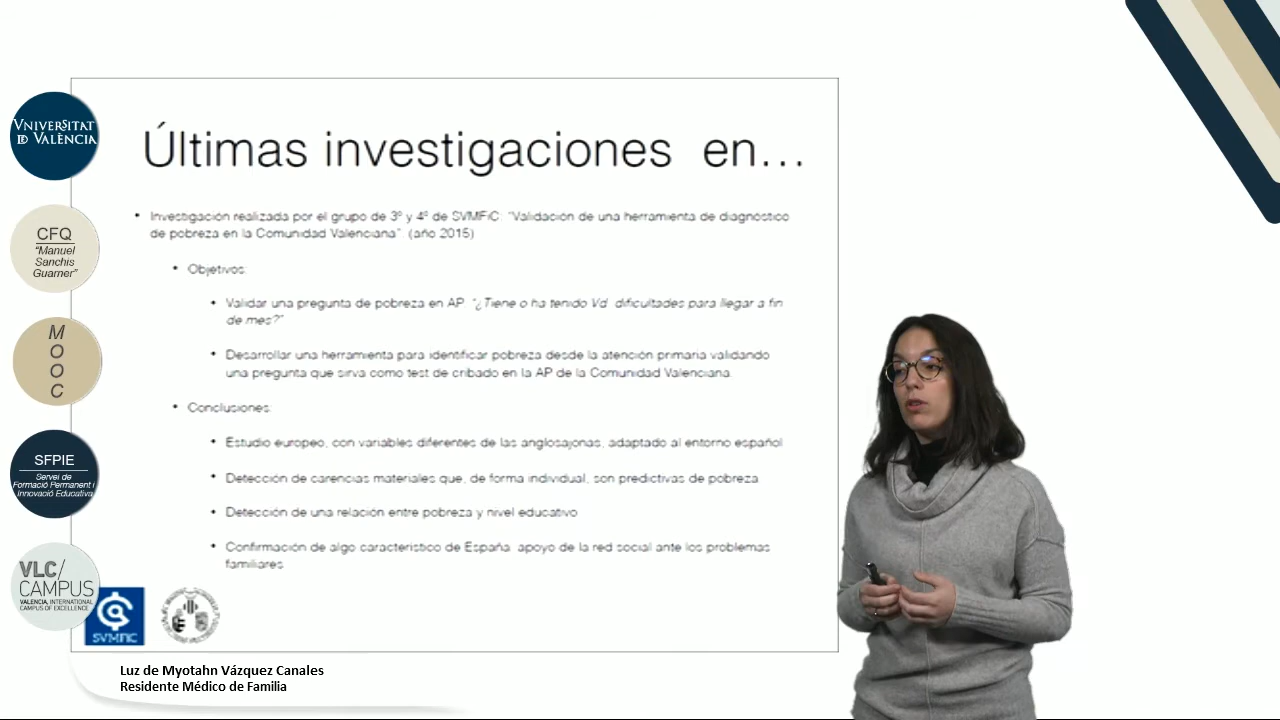 Últimas investigaciones en...
• Investigación realizada por el grupo de 3º y 4º de SVMFiC: "Validación de una herramienta de diagnóstico
de pobreza en la Comunidad Valenciana" (año 2015)
• Objetivos:
• Validar una pregunta de pobreza en AP: "¿Tiene o ha tenido Vd. dificultades para llegar a fin
de mes?"
• Desarrollar una herramienta para identificar pobreza desde la atención primaria validando
una pregunta que sirva como test de cribado en la AP de la Comunidad Valenciana.
• Conclusiones:
• Estudio europeo, con variables diferentes de las anglosajonas, adaptado al entorno español
• Detección de carencias materiales que, de forma individual, son predictivas de pobreza
• Detección de una relación entre pobreza y nivel educativo
• Confirmación de algo característico de España: apoyo de la red social ante los problemas
familiares
VNIVERSITAT
ID VALÈNCIA
CFQ
"Manuel
Sanchis
Guarner"
M
O
O
C
SFPIE
Servei de
Formació Permanent i
Innovació Educativa
VLC/
CAMPUS
VALENCIA, INTERNATIONAL
CAMPUS OF EXCELLENCE
SVMFiC
Luz de Myotahn Vázquez Canales
Residente Médico de Familia